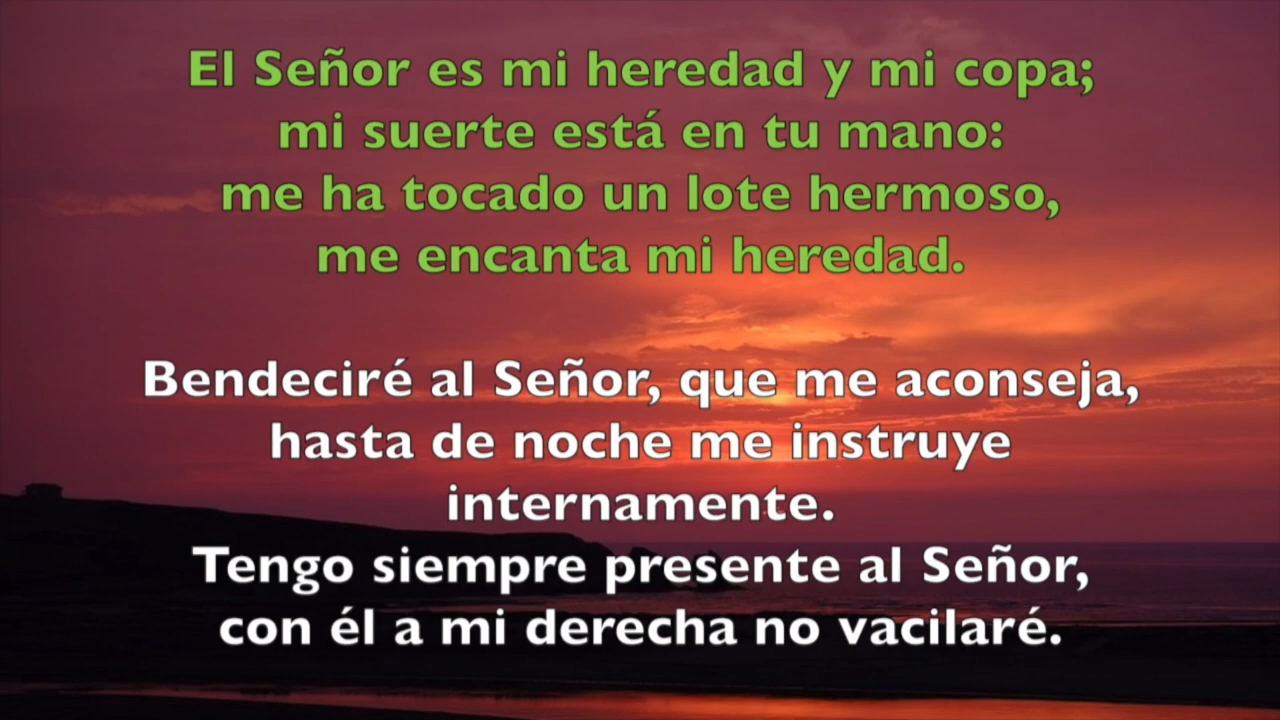 El Señor es mi heredad y mi copa;
mi suerte está en tu mano:
me ha tocado un lote hermoso,
me encanta mi heredad.
Bendeciré al Señor, que me aconseja,
hasta de noche me instruye
internamente.
Tengo siempre presente al Señor,
con él a mi derecha no vacilaré.